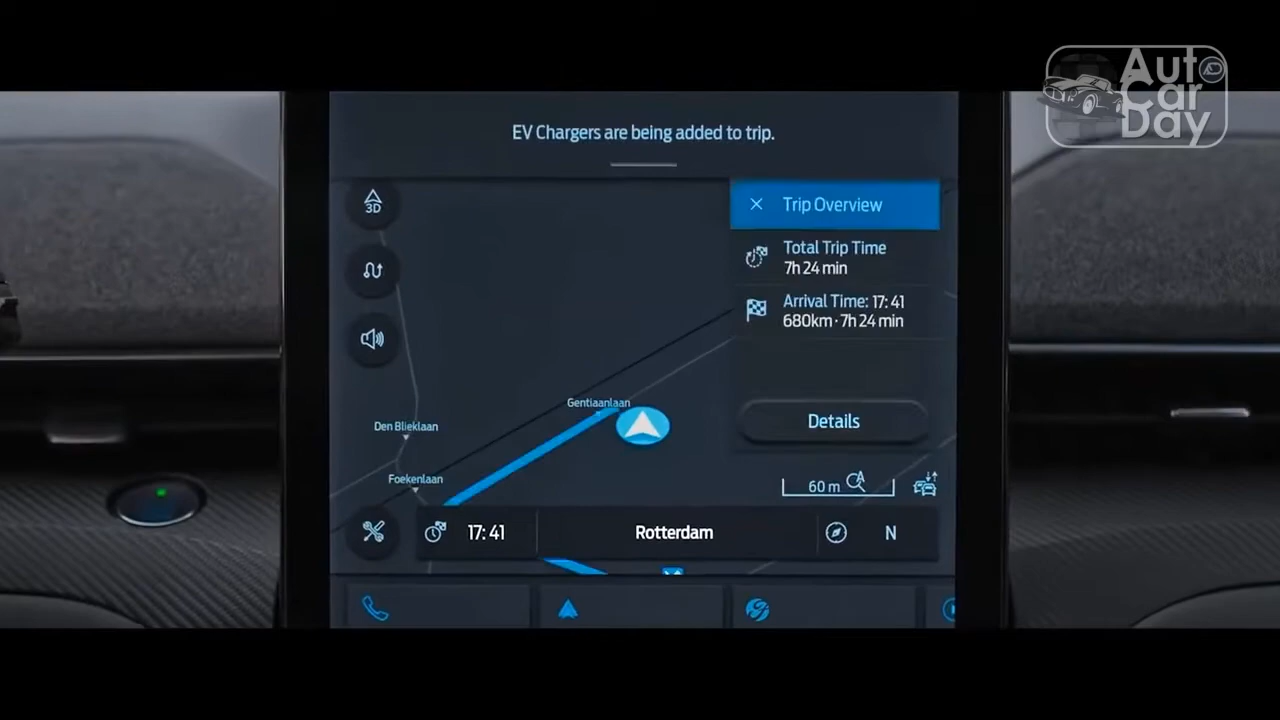 Aut
Car
Day
EV Chargers are being added to trip.
3D
Trip Overview
Total Trip Time
7h 24 min
Arrival Time: 17:41
680km·7h 24 min
Gentiaanlaan
Den Blieklaan
Details
Foekenlaan
60 m
17:41
Rotterdam
N